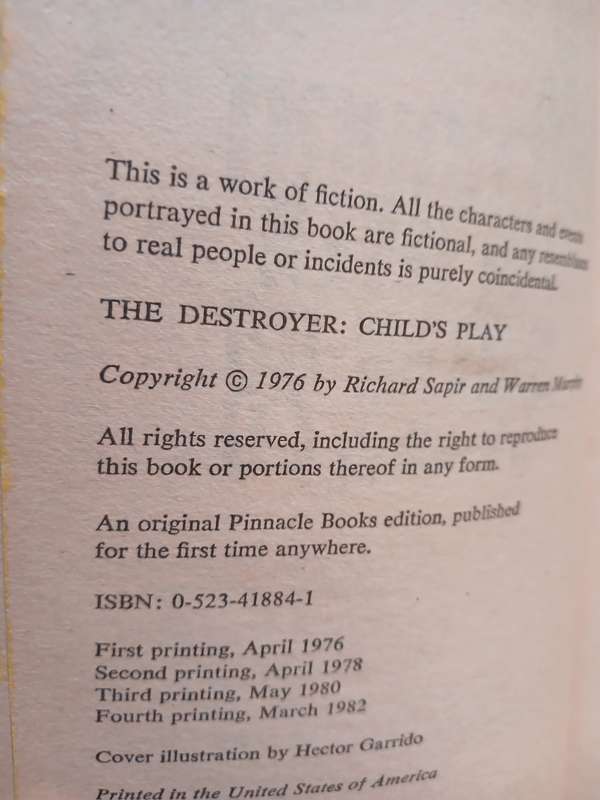 This is a work of fiction. All the characters and events
portrayed in this book are fictional, and any resemblance
to real people or incidents is purely coincidental.
THE DESTROYER: CHILD'S PLAY
Copyright © 1976 by Richard Sapir and Warren
All rights reserved, including the right to reproduce
this book or portions thereof in any form.
An original Pinnacle Books edition, published
for the first time anywhere.
ISBN: 0-523-41884-1
First printing, April 1976
Second printing, April 1978
Third printing, May 1980
Fourth printing, March 1982
Cover illustration by Hector Garrido
Printed in the United States of America